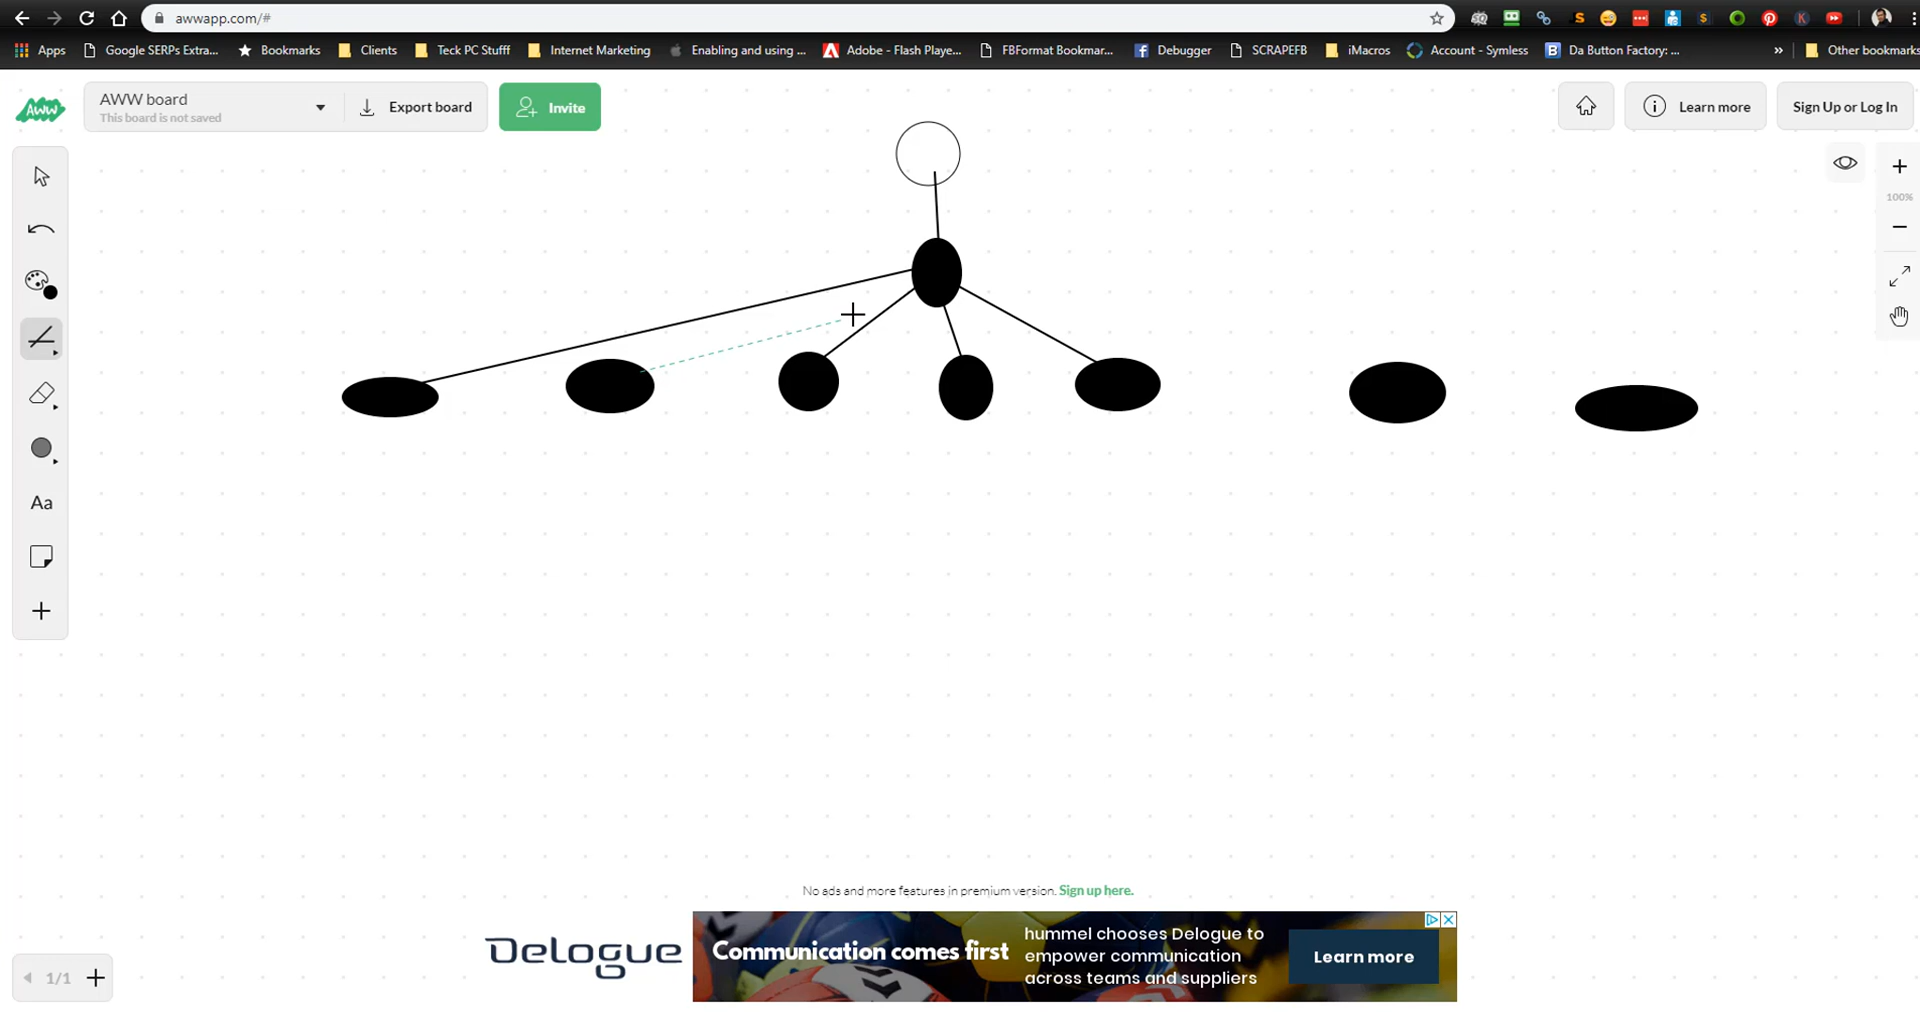 awwapp.com/#
Apps Google SERPs Extra... Bookmarks Clients Teck PC Stufff Internet Marketing Enabling and using ... Adobe - Flash Playe... FBFormat Bookmar... Debugger SCRAPEFB iMacros Account - Symless Da Button Factory: ... » Other bookmarks
AWW
AWW board
This board is not saved
Export board
Invite
Learn more
Sign Up or Log In
100%
Aa
No ads and more features in premium version. Sign up here.
DELOGUE
Communication comes first
hummel chooses Delogue to
empower communication
across teams and suppliers
Learn more
1/1